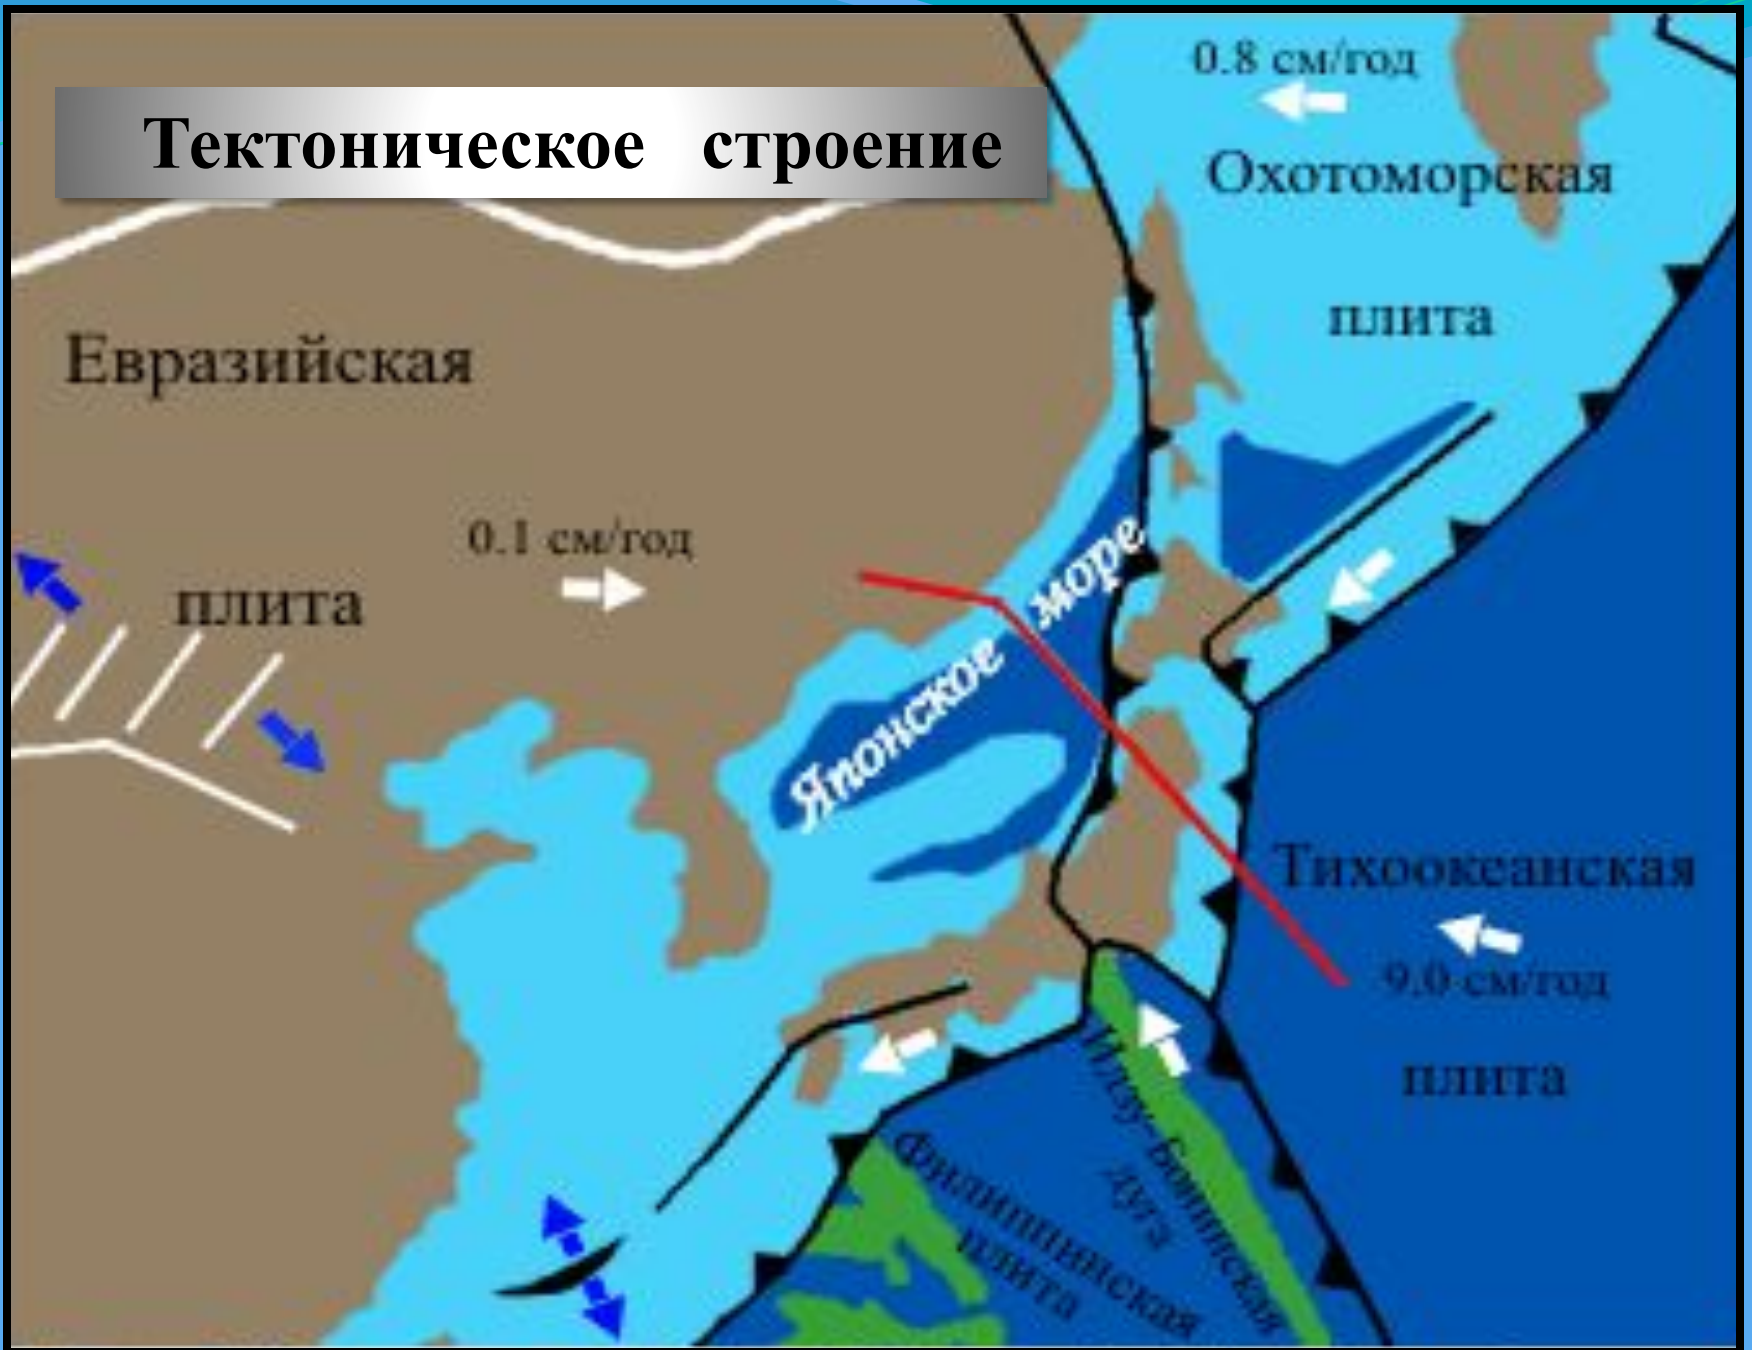 Тектоническое строение
0.8 см/год
Охотоморская
плита
Евразийская
плита
0.1 см/год
Японское море
Тихоокеанская
9.0 см/год
плита
Идзу-Бонинская
дуга
Филиппинская
плита